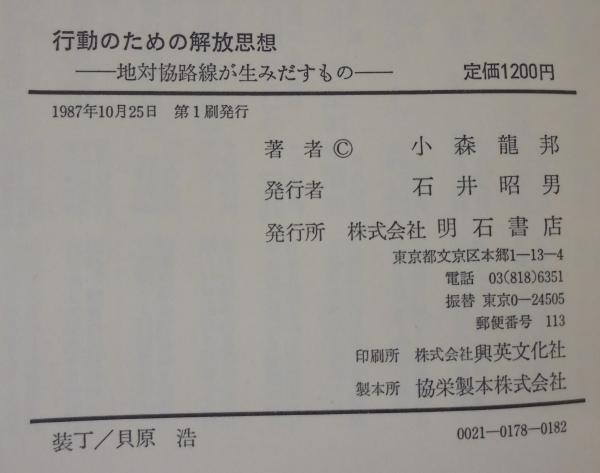 行動のための解放思想
——地対協路線が生みだすもの——　定価1200円
1987年10月25日　第1刷発行
著者©　小森龍邦
発行者　石井昭男
発行所　株式会社 明石書店
東京都文京区本郷1—13—4
電話　03(818)6351
振替　東京0—24505
郵便番号　113
印刷所　株式会社興英文化社
製本所　協栄製本株式会社
装丁／貝原　浩　0021—0178—0182